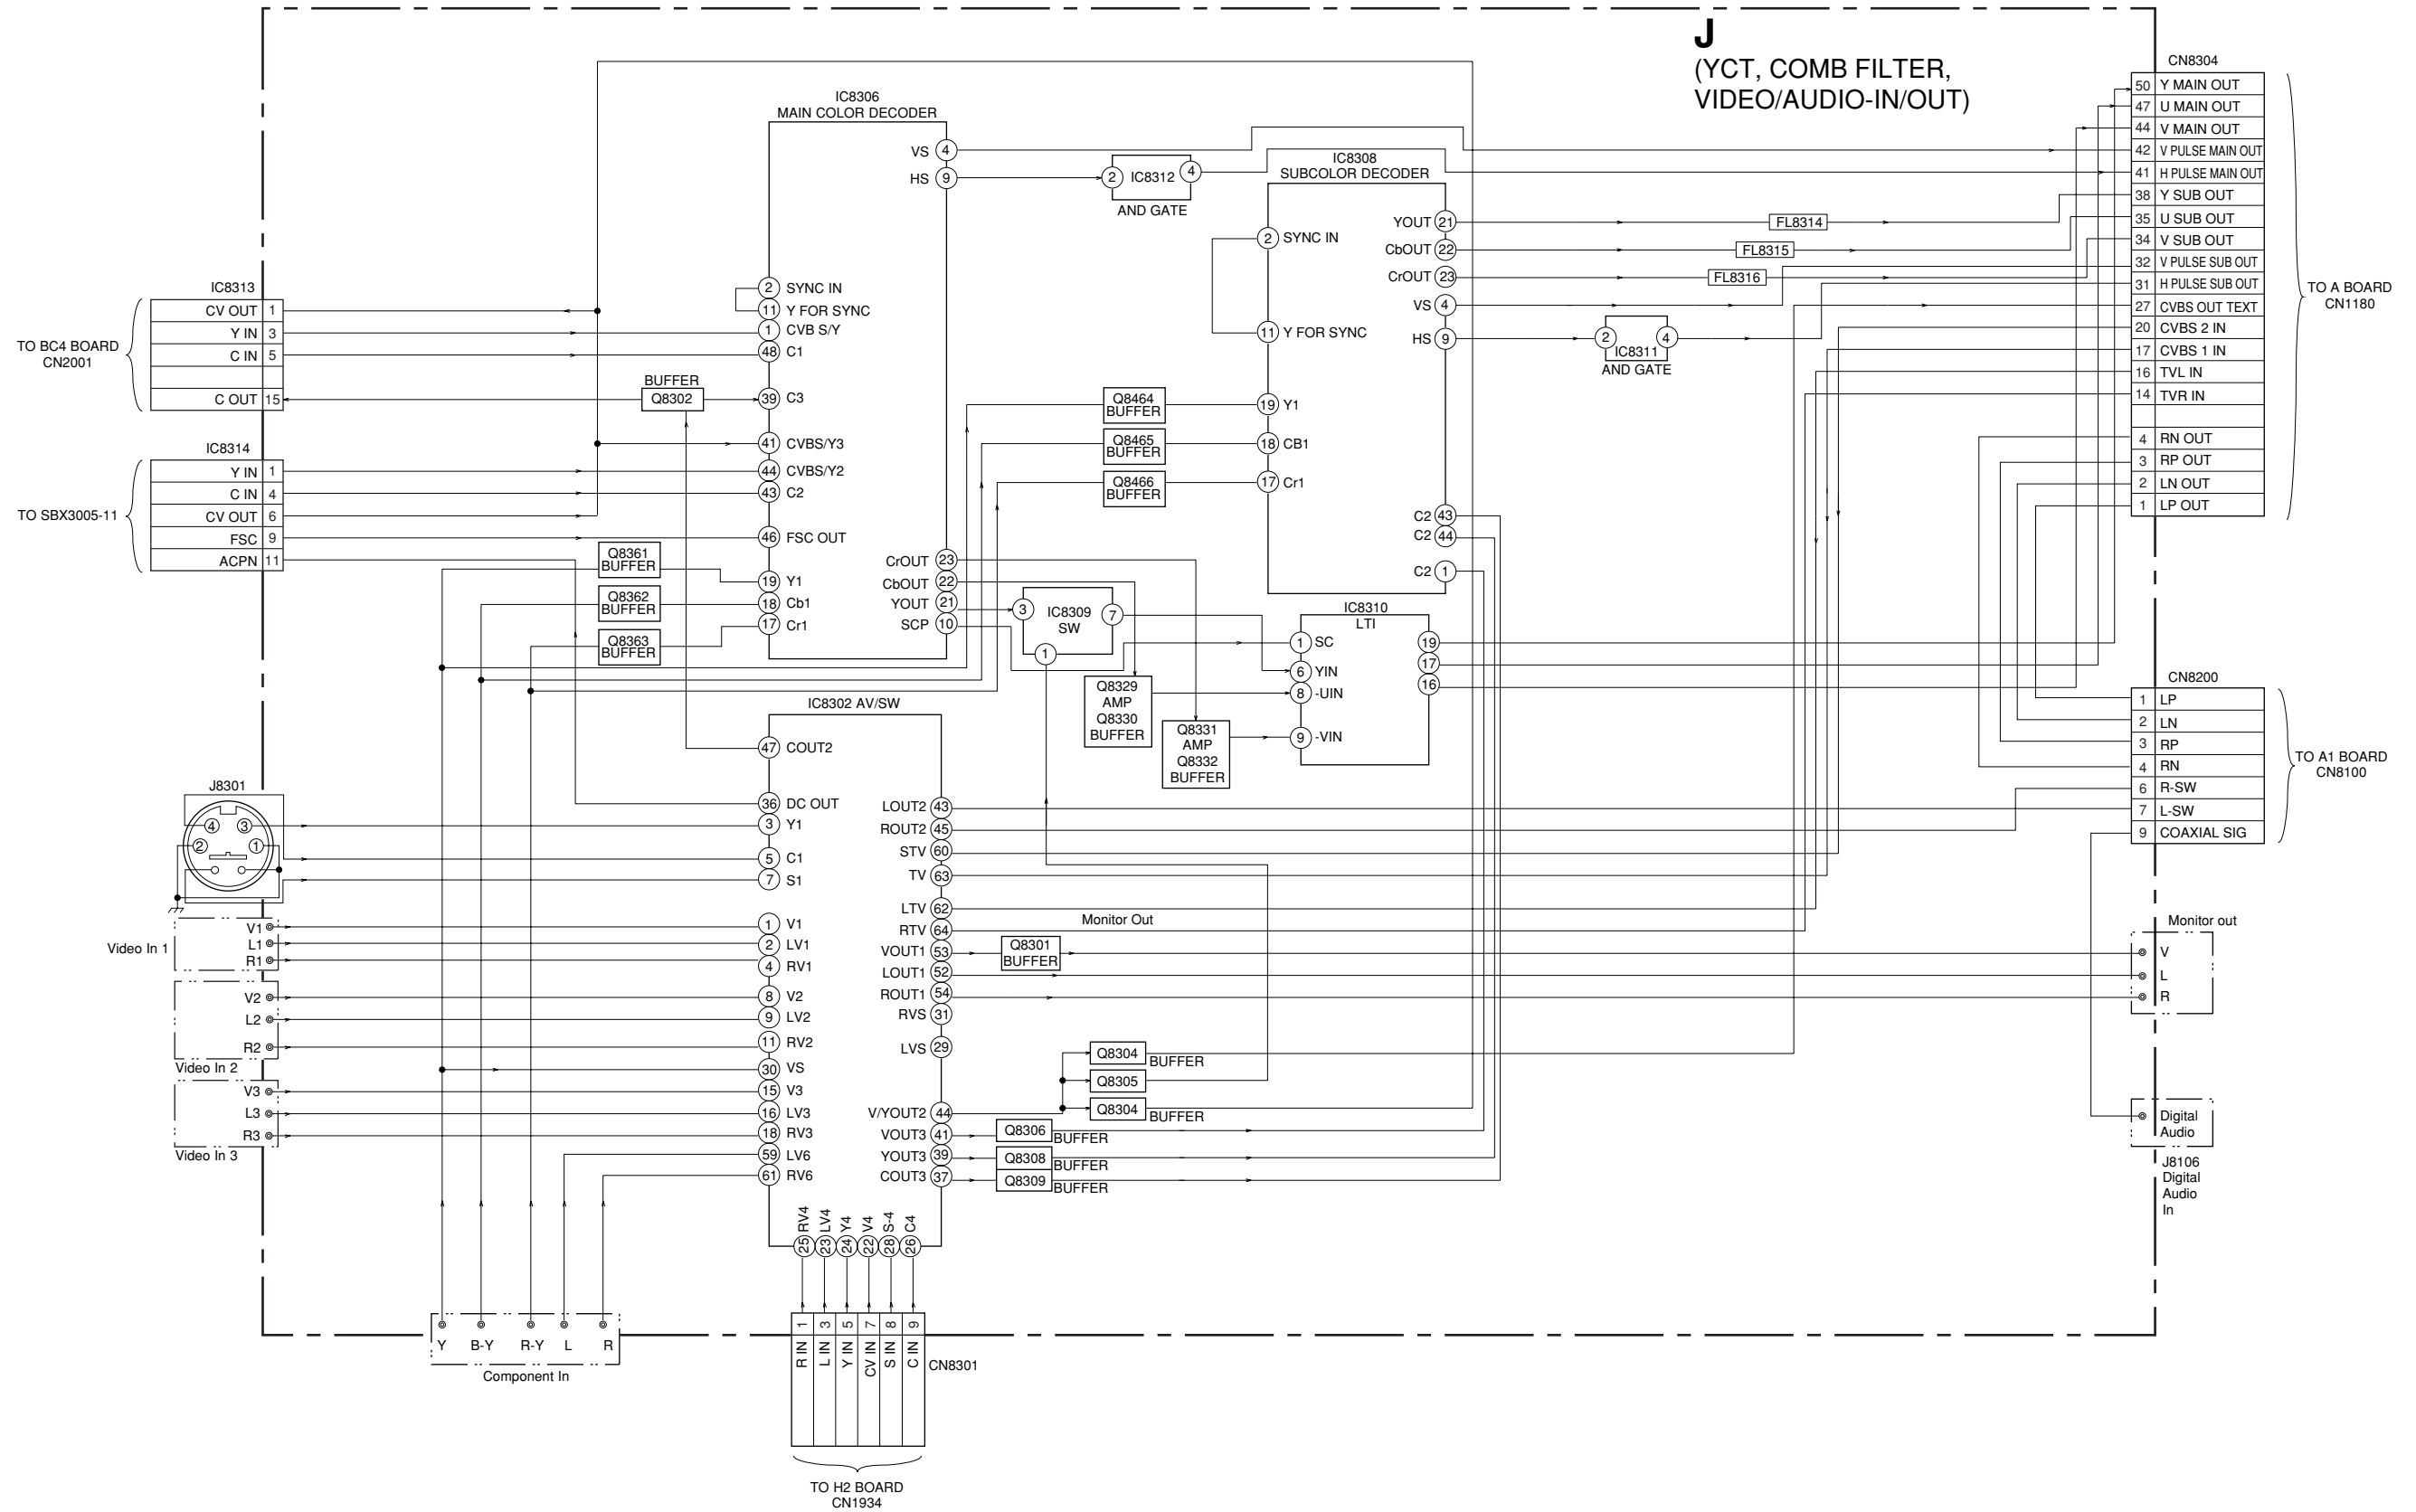 J
(YCT, COMB FILTER,
VIDEO/AUDIO-IN/OUT)
IC8306
MAIN COLOR DECODER
VS 4
HS 9
2 SYNC IN
11 Y FOR SYNC
1 CVB S/Y
48 C1
39 C3
41 CVBS/Y3
44 CVBS/Y2
43 C2
46 FSC OUT
19 Y1
18 Cb1
17 Cr1
CrOUT 23
CbOUT 22
YOUT 21
SCP 10
2 IC8312 4
AND GATE
IC8308
SUBCOLOR DECODER
2 SYNC IN
11 Y FOR SYNC
19 Y1
18 CB1
17 Cr1
YOUT 21
CbOUT 22
CrOUT 23
VS 4
HS 9
C2 43
C2 44
C2 1
FL8314
FL8315
FL8316
2 4
IC8311
AND GATE
CN8304
50 Y MAIN OUT
47 U MAIN OUT
44 V MAIN OUT
42 V PULSE MAIN OUT
41 H PULSE MAIN OUT
38 Y SUB OUT
35 U SUB OUT
34 V SUB OUT
32 V PULSE SUB OUT
31 H PULSE SUB OUT
27 CVBS OUT TEXT
20 CVBS 2 IN
17 CVBS 1 IN
16 TVL IN
14 TVR IN
4 RN OUT
3 RP OUT
2 LN OUT
1 LP OUT
TO A BOARD
CN1180
IC8313
CV OUT 1
Y IN 3
C IN 5
C OUT 15
TO BC4 BOARD
CN2001
IC8314
Y IN 1
C IN 4
CV OUT 6
FSC 9
ACPN 11
TO SBX3005-11
BUFFER
Q8302
Q8361
BUFFER
Q8362
BUFFER
Q8363
BUFFER
Q8464
BUFFER
Q8465
BUFFER
Q8466
BUFFER
3 IC8309 7
SW
1
IC8310
LTI
1 SC
6 YIN
8 -UIN
9 -VIN
19
17
16
Q8329
AMP
Q8330
BUFFER
Q8331
AMP
Q8332
BUFFER
CN8200
1 LP
2 LN
3 RP
4 RN
6 R-SW
7 L-SW
9 COAXIAL SIG
TO A1 BOARD
CN8100
IC8302 AV/SW
47 COUT2
36 DC OUT
3 Y1
5 C1
7 S1
1 V1
2 LV1
4 RV1
8 V2
9 LV2
11 RV2
30 VS
15 V3
16 LV3
18 RV3
59 LV6
61 RV6
LOUT2 43
ROUT2 45
STV 60
TV 63
LTV 62
RTV 64
VOUT1 53
LOUT1 52
ROUT1 54
RVS 31
LVS 29
V/YOUT2 44
VOUT3 41
YOUT3 39
COUT3 37
25 RV4
23 LV4
24 Y4
22 V4
28 S-4
26 C4
J8301
4 3
2 1
Video In 1
V1
L1
R1
V2
L2
R2
Video In 2
V3
L3
R3
Video In 3
Monitor Out
Q8301
BUFFER
Q8304
BUFFER
Q8305
Q8304
BUFFER
Q8306
BUFFER
Q8308
BUFFER
Q8309
BUFFER
Monitor out
V
L
R
Digital
Audio
J8106
Digital
Audio
In
Y B-Y R-Y L R
Component In
R IN 1
L IN 3
Y IN 5
CV IN 7
S IN 8
C IN 9
CN8301
TO H2 BOARD
CN1934